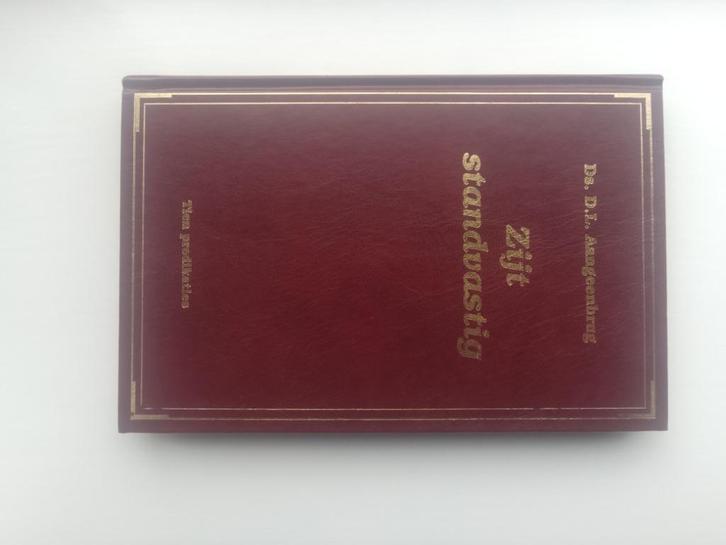 Ds. D.L. Aangeenbrug
Zijt
standvastig
Tien predikaties